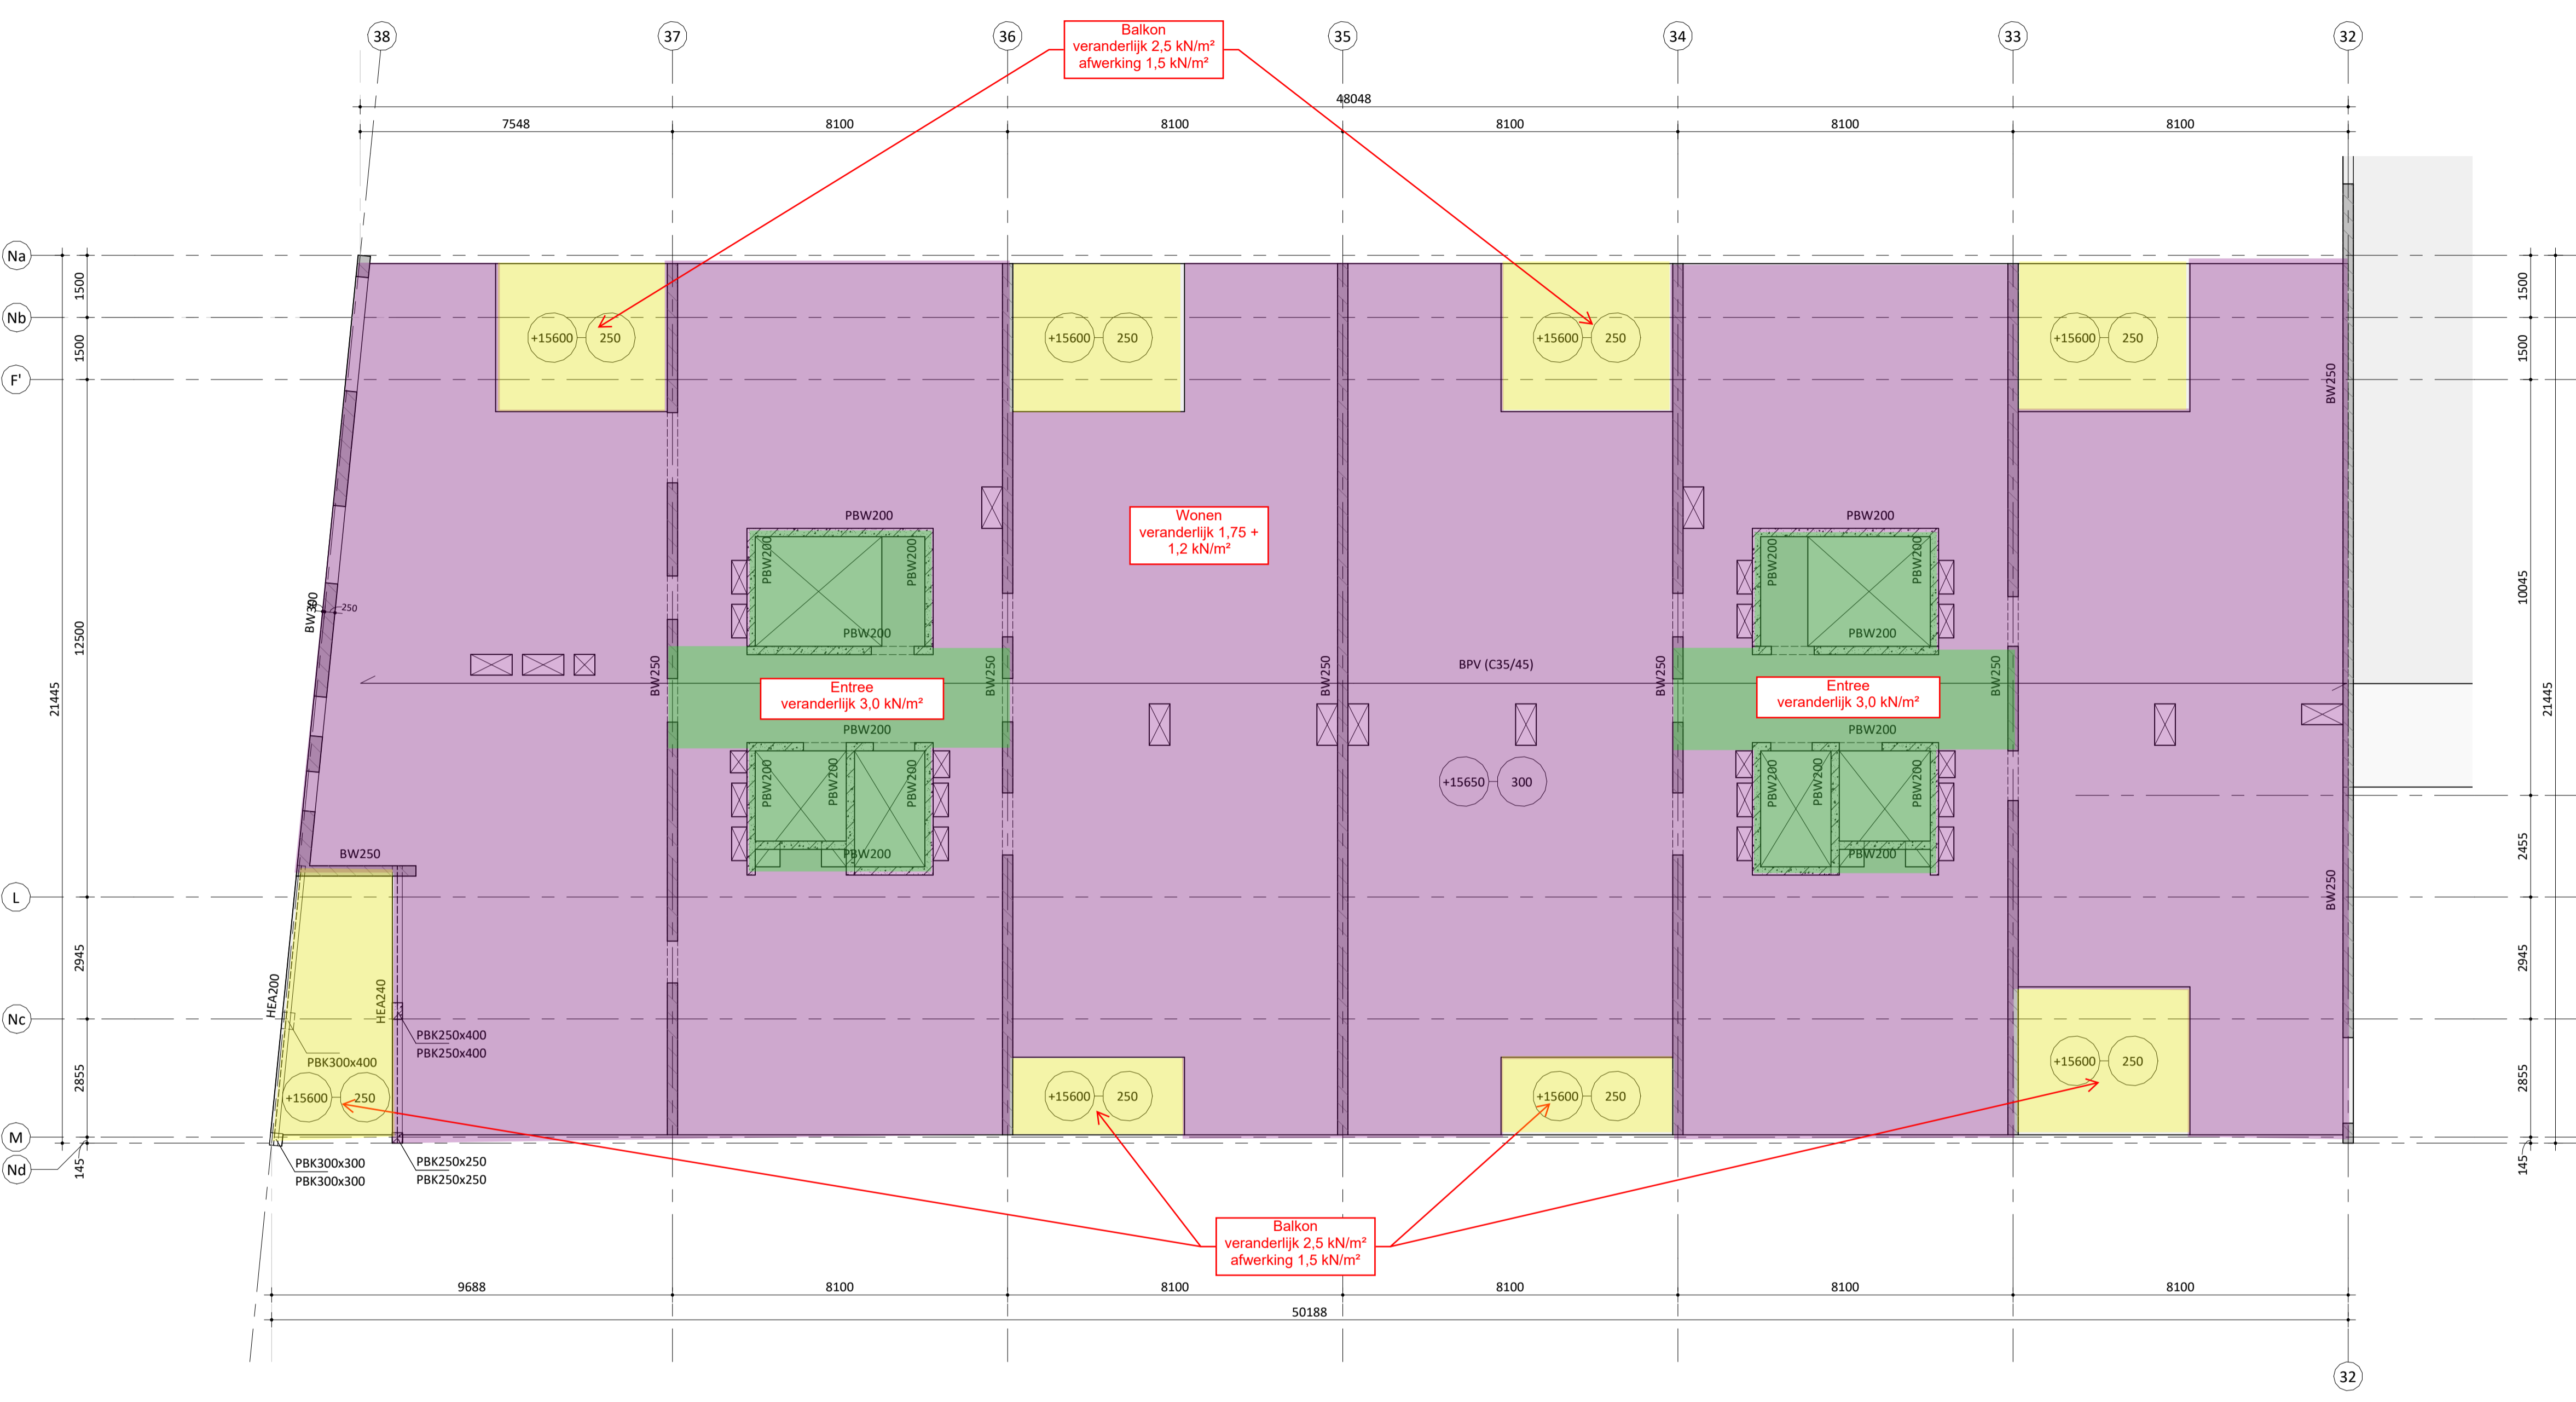 38
37
36
35
34
33
32
Balkon
veranderlijk 2,5 kN/m²
afwerking 1,5 kN/m²
48048
7548
8100
8100
8100
8100
8100
Na
Nb
F'
L
Nc
M
Nd
1500
1500
12500
21445
2945
2855
145
1500
1500
10045
21445
2455
2945
2855
145
+15600
250
+15600
250
+15600
250
+15600
250
BW250
PBW200
PBW200
PBW200
PBW200
Wonen
veranderlijk 1,75 +
1,2 kN/m²
PBW200
PBW200
PBW200
PBW200
BW300
250
BW250
Entree
veranderlijk 3,0 kN/m²
BW250
BW250
BPV (C35/45)
BW250
Entree
veranderlijk 3,0 kN/m²
BW250
PBW200
PBW200
PBW200
PBW200
PBW200
+15650
300
PBW200
PBW200
PBW200
PBW200
PBW200
BW250
BW250
HEA200
HEA240
PBK250x400
PBK250x400
PBK300x400
+15600
250
+15600
250
+15600
250
+15600
250
PBK300x300
PBK300x300
PBK250x250
PBK250x250
Balkon
veranderlijk 2,5 kN/m²
afwerking 1,5 kN/m²
9688
8100
8100
8100
8100
8100
50188
32